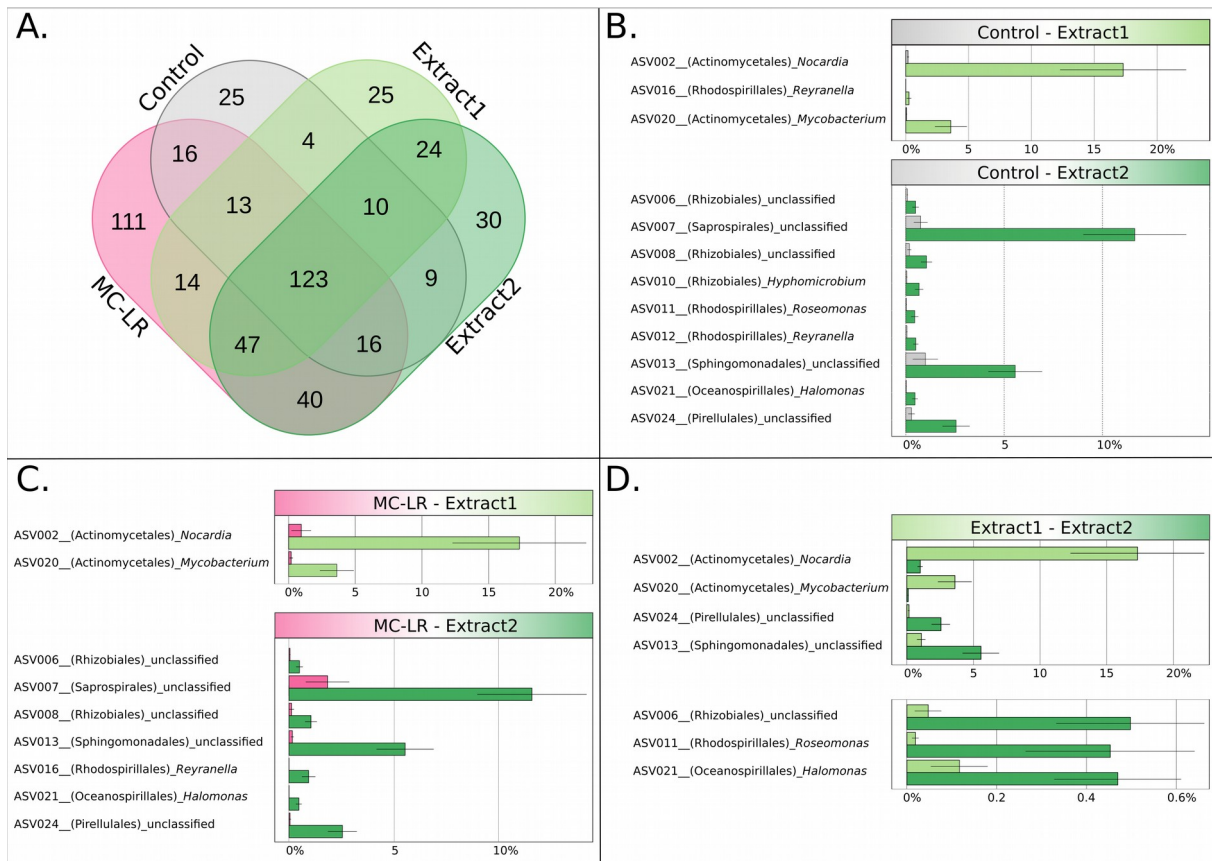 A.
Control
Extract1
MC-LR
Extract2
25
25
4
16
24
111
13
10
30
14
123
9
47
16
40
B.
Control - Extract1
ASV002__(Actinomycetales)_Nocardia
ASV016__(Rhodospirillales)_Reyranella
ASV020__(Actinomycetales)_Mycobacterium
0% 5 10 15 20%
Control - Extract2
ASV006__(Rhizobiales)_unclassified
ASV007__(Saprospirales)_unclassified
ASV008__(Rhizobiales)_unclassified
ASV010__(Rhizobiales)_Hyphomicrobium
ASV011__(Rhodospirillales)_Roseomonas
ASV012__(Rhodospirillales)_Reyranella
ASV013__(Sphingomonadales)_unclassified
ASV021__(Oceanospirillales)_Halomonas
ASV024__(Pirellulales)_unclassified
0% 5 10%
C.
MC-LR - Extract1
ASV002__(Actinomycetales)_Nocardia
ASV020__(Actinomycetales)_Mycobacterium
0% 5 10 15 20%
MC-LR - Extract2
ASV006__(Rhizobiales)_unclassified
ASV007__(Saprospirales)_unclassified
ASV008__(Rhizobiales)_unclassified
ASV013__(Sphingomonadales)_unclassified
ASV016__(Rhodospirillales)_Reyranella
ASV021__(Oceanospirillales)_Halomonas
ASV024__(Pirellulales)_unclassified
0% 5 10%
D.
Extract1 - Extract2
ASV002__(Actinomycetales)_Nocardia
ASV020__(Actinomycetales)_Mycobacterium
ASV024__(Pirellulales)_unclassified
ASV013__(Sphingomonadales)_unclassified
0% 5 10 15 20%
ASV006__(Rhizobiales)_unclassified
ASV011__(Rhodospirillales)_Roseomonas
ASV021__(Oceanospirillales)_Halomonas
0% 0.2 0.4 0.6%